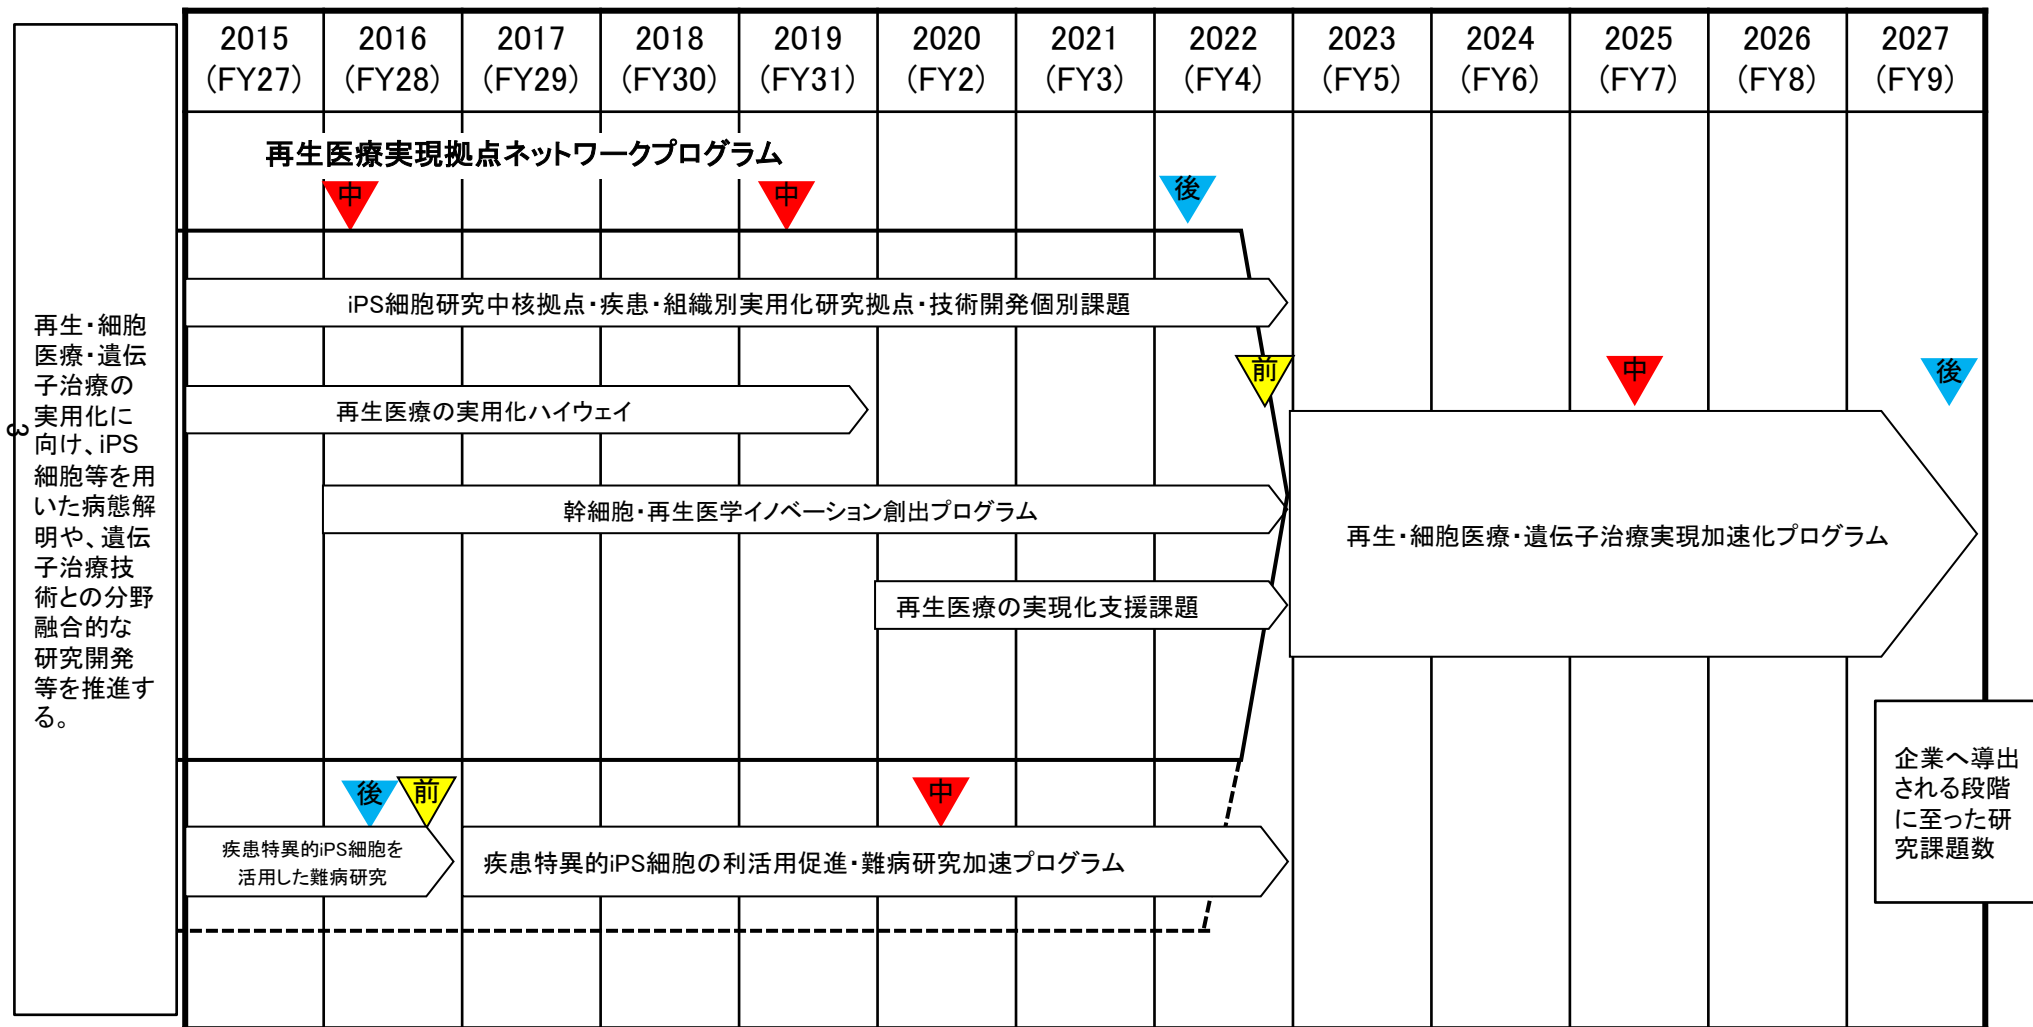 2015
（FY27）
2016
（FY28）
2017
（FY29）
2018
（FY30）
2019
（FY31）
2020
（FY2）
2021
（FY3）
2022
（FY4）
2023
（FY5）
2024
（FY6）
2025
（FY7）
2026
（FY8）
2027
（FY9）
再生・細胞
医療・遺伝
子治療の
実用化に
向け、iPS
細胞等を用
いた病態解
明や、遺伝
子治療技
術との分野
融合的な
研究開発
等を推進す
る。
3
再生医療実現拠点ネットワークプログラム
中
中
後
iPS細胞研究中核拠点・疾患・組織別実用化研究拠点・技術開発個別課題
前
中
後
再生医療の実用化ハイウェイ
幹細胞・再生医学イノベーション創出プログラム
再生・細胞医療・遺伝子治療実現加速化プログラム
再生医療の実現化支援課題
後
前
中
疾患特異的iPS細胞を
活用した難病研究
疾患特異的iPS細胞の利活用促進・難病研究加速プログラム
企業へ導出
される段階
に至った研
究課題数